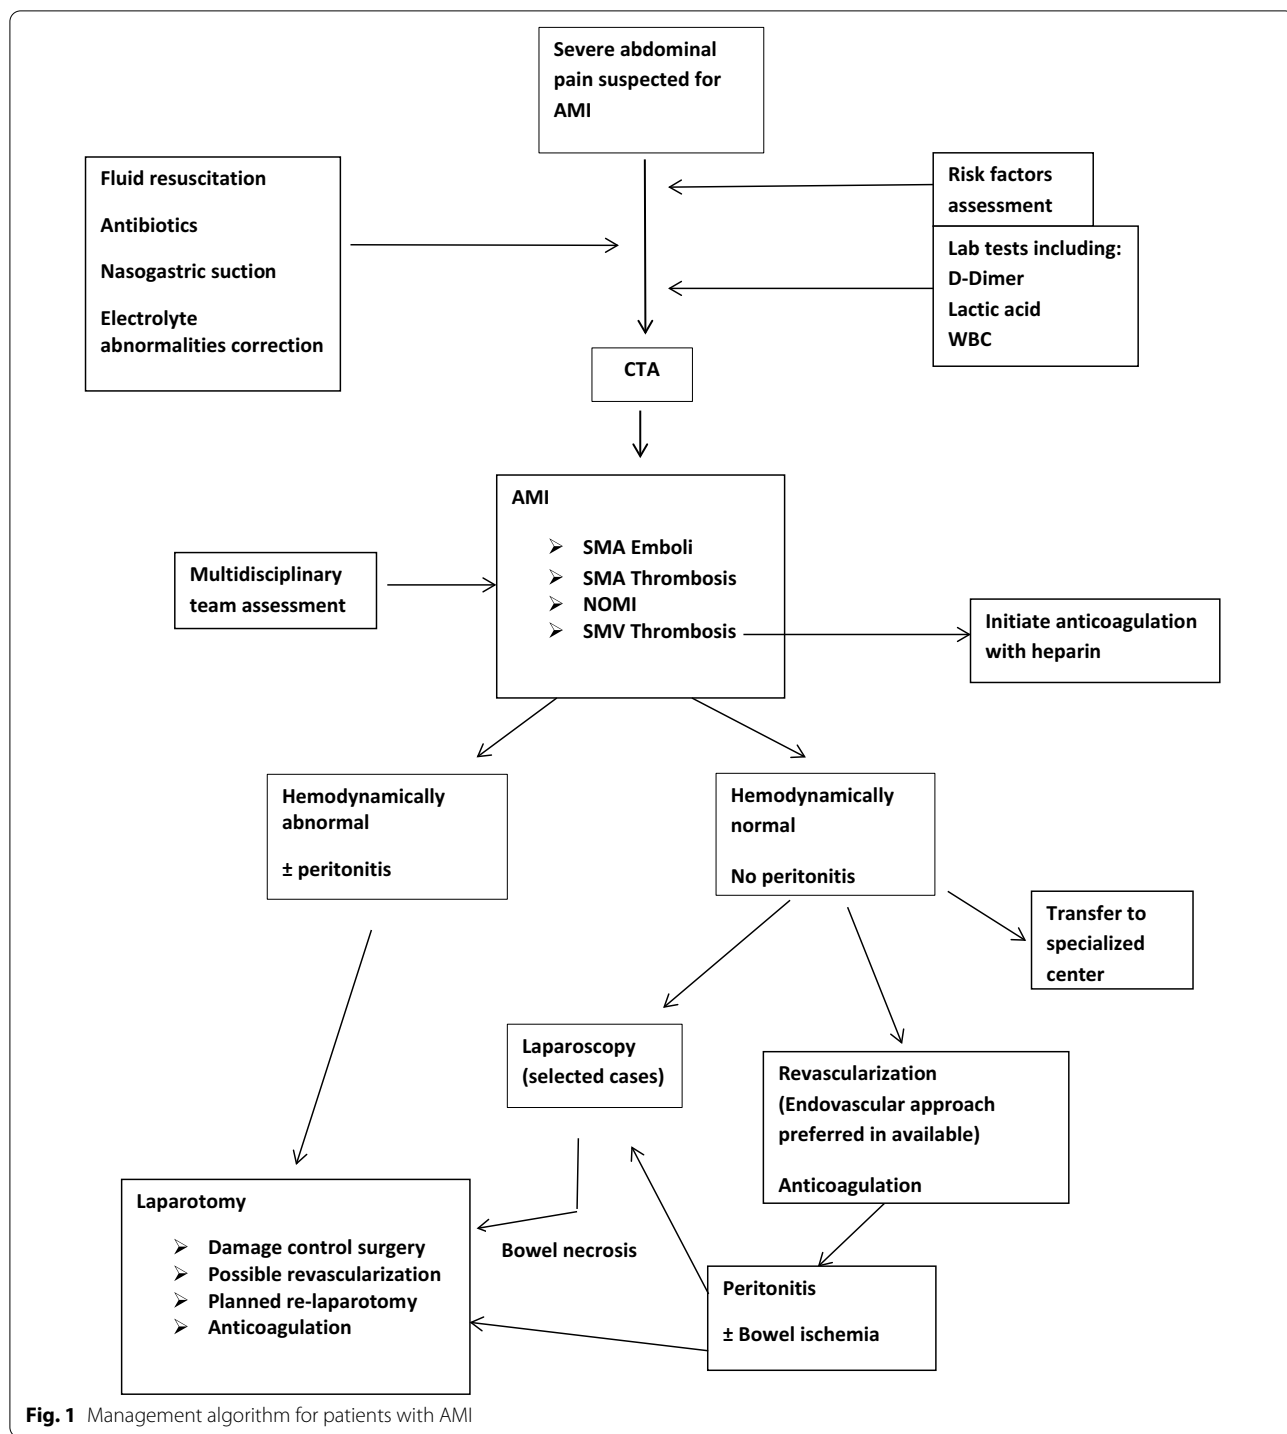 Severe abdominal
pain suspected for
AMI
Fluid resuscitation
Antibiotics
Nasogastric suction
Electrolyte
abnormalities correction
Risk factors
assessment
Lab tests including:
D-Dimer
Lactic acid
WBC
CTA
AMI
➢ SMA Emboli
➢ SMA Thrombosis
➢ NOMI
➢ SMV Thrombosis
Multidisciplinary
team assessment
Initiate anticoagulation
with heparin
Hemodynamically
abnormal
± peritonitis
Hemodynamically
normal
No peritonitis
Transfer to
specialized
center
Laparoscopy
(selected cases)
Revascularization
(Endovascular approach
preferred in available)
Anticoagulation
Laparotomy
➢ Damage control surgery
➢ Possible revascularization
➢ Planned re-laparotomy
➢ Anticoagulation
Bowel necrosis
Peritonitis
± Bowel ischemia
Fig. 1 Management algorithm for patients with AMI